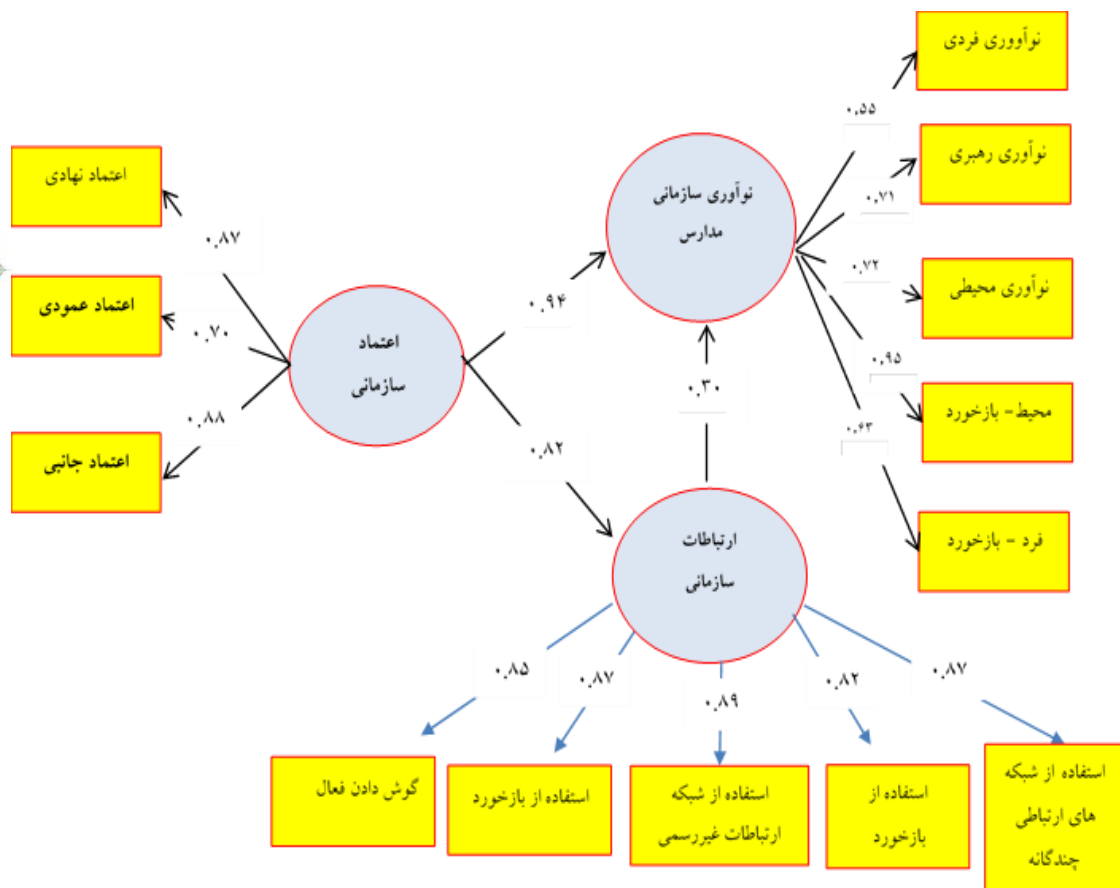 نوآووری فردی
۰,۵۵
نوآوری رهبری
۰,۷۱
نوآوری سازمانی
مدارس
اعتماد نهادی
۰,۸۷
۰,۷۲
نوآوری محیطی
اعتماد عمودی
۰,۷۰
۰,۹۴
اعتماد
سازمانی
۰,۹۵
محیط- بازخورد
۰,۳۰
۰,۸۸
اعتماد جانبی
۰,۸۲
۰,۶۳
فرد - بازخورد
ارتباطات
سازمانی
۰,۸۵
۰,۸۷
۰,۸۹
۰,۸۲
۰,۸۷
استفاده از شبکه
های ارتباطی
چندگانه
استفاده از
بازخورد
استفاده از شبکه
ارتباطات غیررسمی
استفاده از بازخورد
گوش دادن فعال